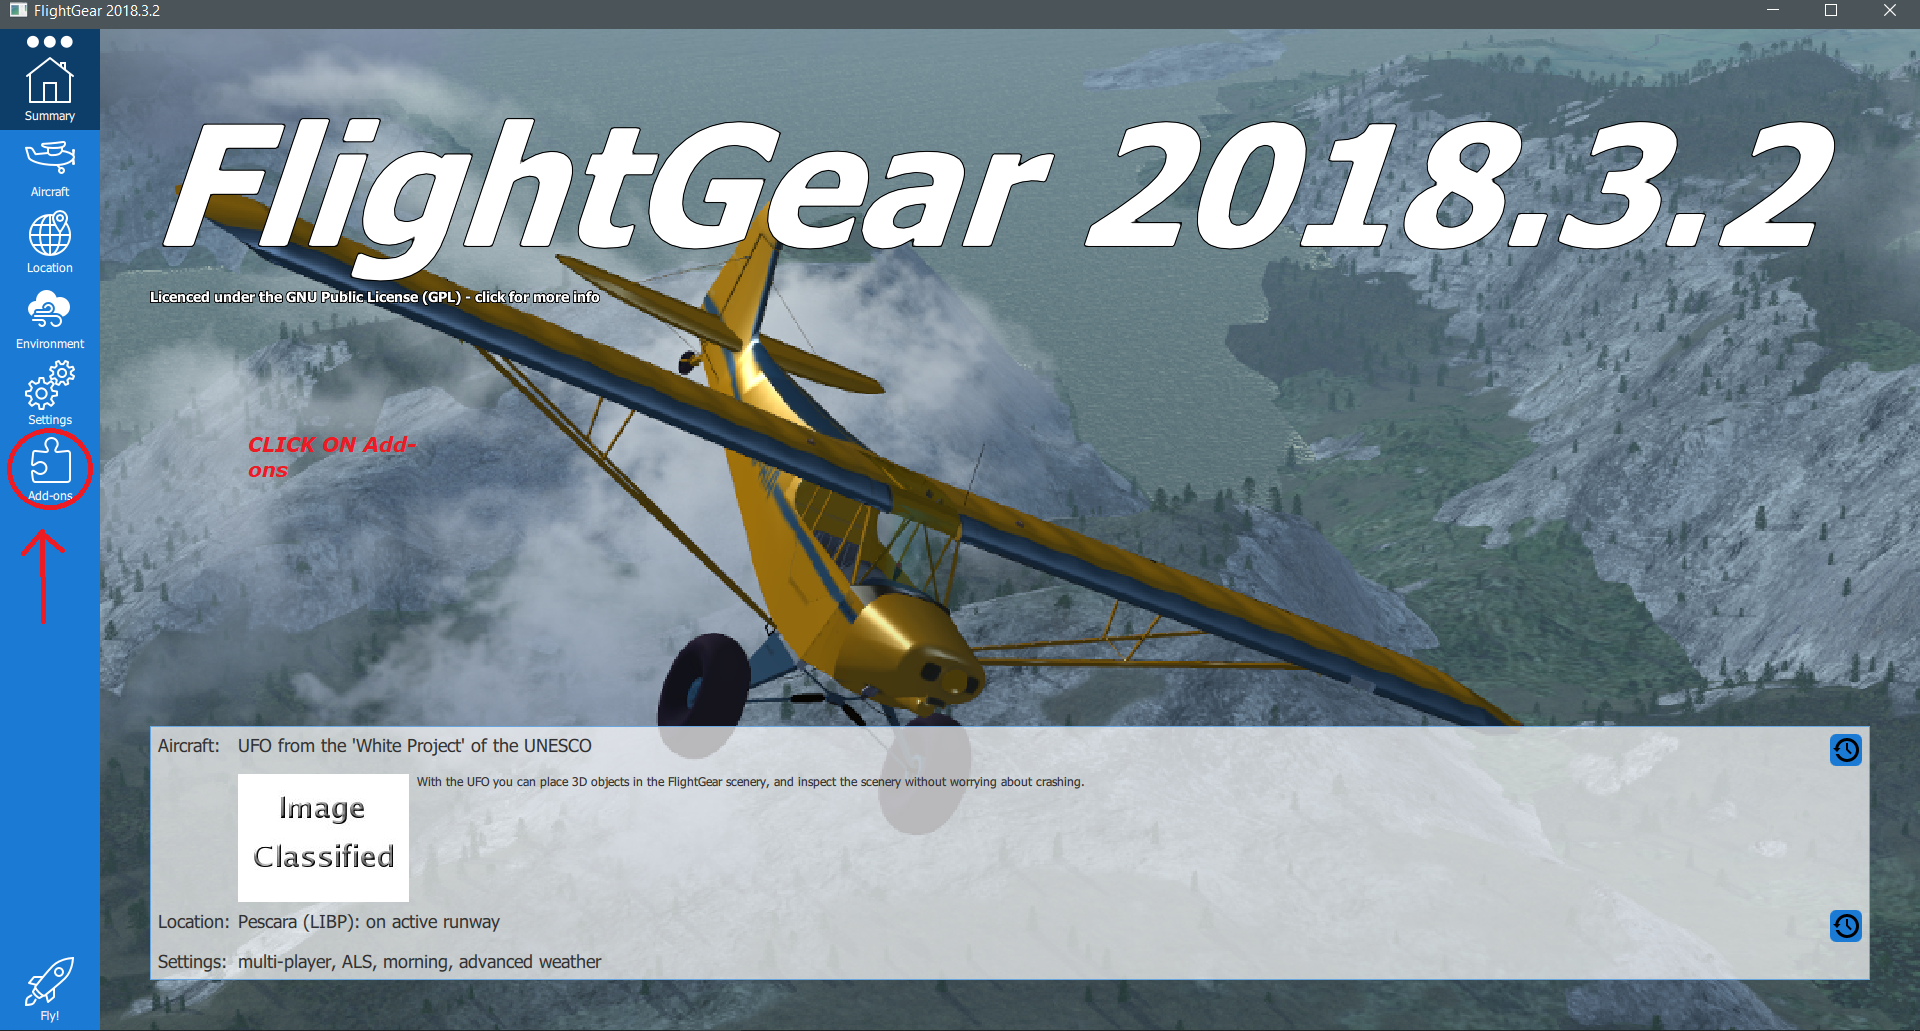 FlightGear 2018.3.2
Summary
Aircraft
Location
Environment
Settings
Add-ons
Fly!
FlightGear 2018.3.2
Licenced under the GNU Public License (GPL) - click for more info
CLICK ON Add-
ons
Aircraft: UFO from the 'White Project' of the UNESCO
With the UFO you can place 3D objects in the FlightGear scenery, and inspect the scenery without worrying about crashing.
Image
Classified
Location: Pescara (LIBP): on active runway
Settings: multi-player, ALS, morning, advanced weather